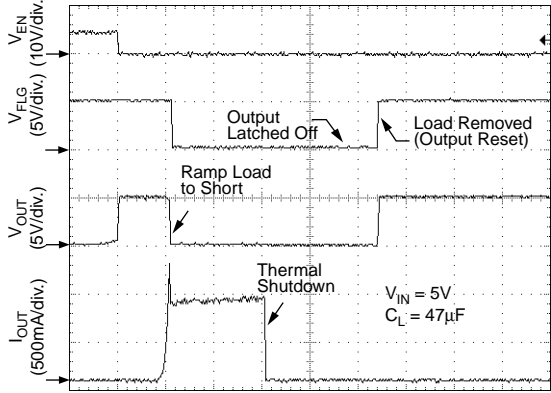 V_EN
(10V/div.)
V_FLG
(5V/div.)
Output
Latched Off
Load Removed
(Output Reset)
Ramp Load
to Short
V_OUT
(5V/div.)
Thermal
Shutdown
V_IN = 5V
C_L = 47µF
I_OUT
(500mA/div.)